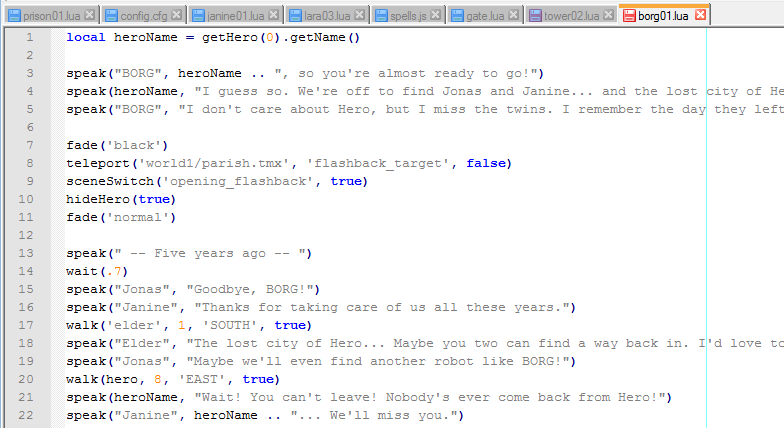 prison01.lua config.cfg janine01.lua lara03.lua spells.js gate.lua tower02.lua borg01.lua
1 local heroName = getHero(0).getName()
2
3 speak("BORG", heroName .. ", so you're almost ready to go!")
4 speak(heroName, "I guess so. We're off to find Jonas and Janine... and the lost city of He
5 speak("BORG", "I don't care about Hero, but I miss the twins. I remember the day they left
6
7 fade('black')
8 teleport('world1/parish.tmx', 'flashback_target', false)
9 sceneSwitch('opening_flashback', true)
10 hideHero(true)
11 fade('normal')
12
13 speak(" -- Five years ago -- ")
14 wait(.7)
15 speak("Jonas", "Goodbye, BORG!")
16 speak("Janine", "Thanks for taking care of us all these years.")
17 walk('elder', 1, 'SOUTH', true)
18 speak("Elder", "The lost city of Hero... Maybe you two can find a way back in. I'd love to
19 speak("Jonas", "Maybe we'll even find another robot like BORG!")
20 walk(hero, 8, 'EAST', true)
21 speak(heroName, "Wait! You can't leave! Nobody's ever come back from Hero!")
22 speak("Janine", heroName .. "... We'll miss you.")